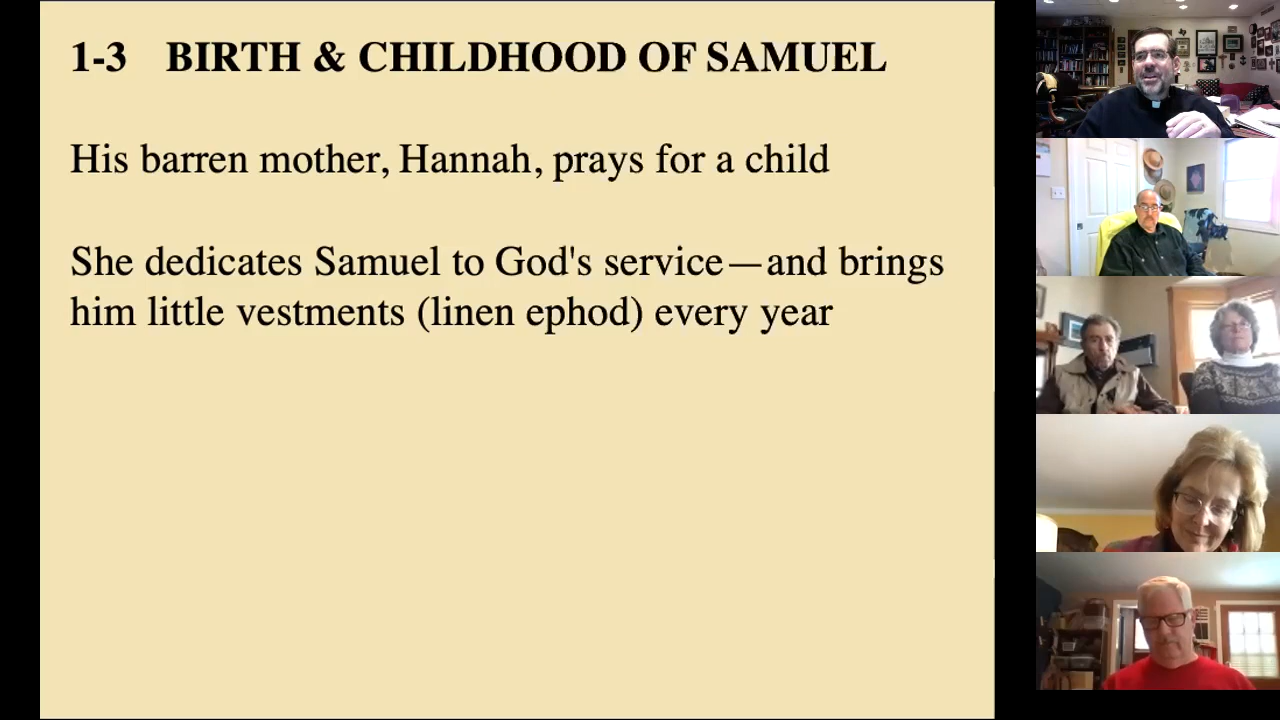 1-3 BIRTH & CHILDHOOD OF SAMUEL
His barren mother, Hannah, prays for a child
She dedicates Samuel to God's service—and brings
him little vestments (linen ephod) every year